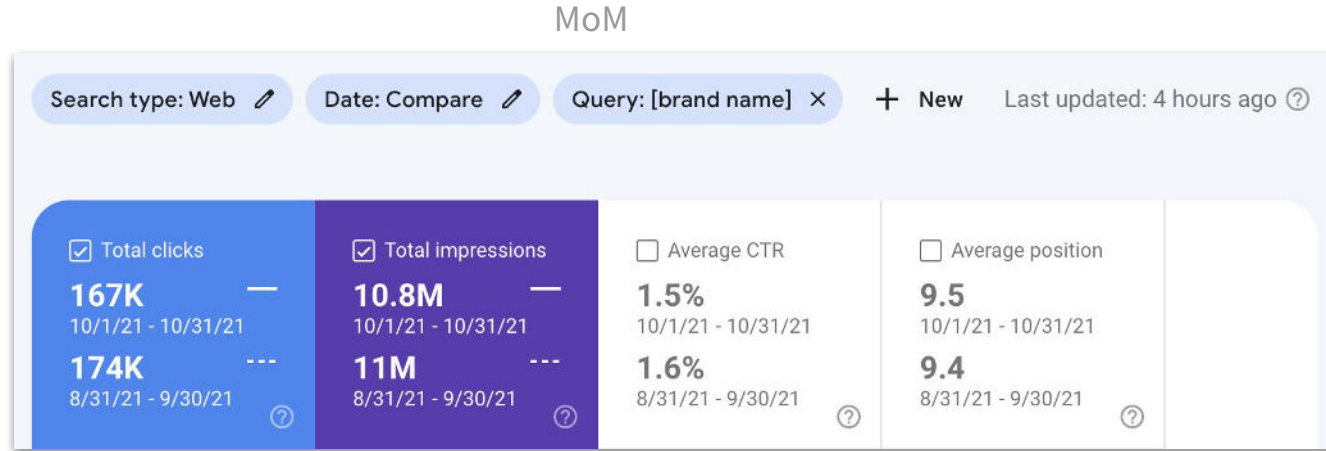 MoM
Search type: Web Date: Compare Query: [brand name] × + New Last updated: 4 hours ago
Total clicks Total impressions Average CTR Average position
167K 10.8M 1.5% 9.5
10/1/21 - 10/31/21 10/1/21 - 10/31/21 10/1/21 - 10/31/21 10/1/21 - 10/31/21
174K 11M 1.6% 9.4
8/31/21 - 9/30/21 8/31/21 - 9/30/21 8/31/21 - 9/30/21 8/31/21 - 9/30/21